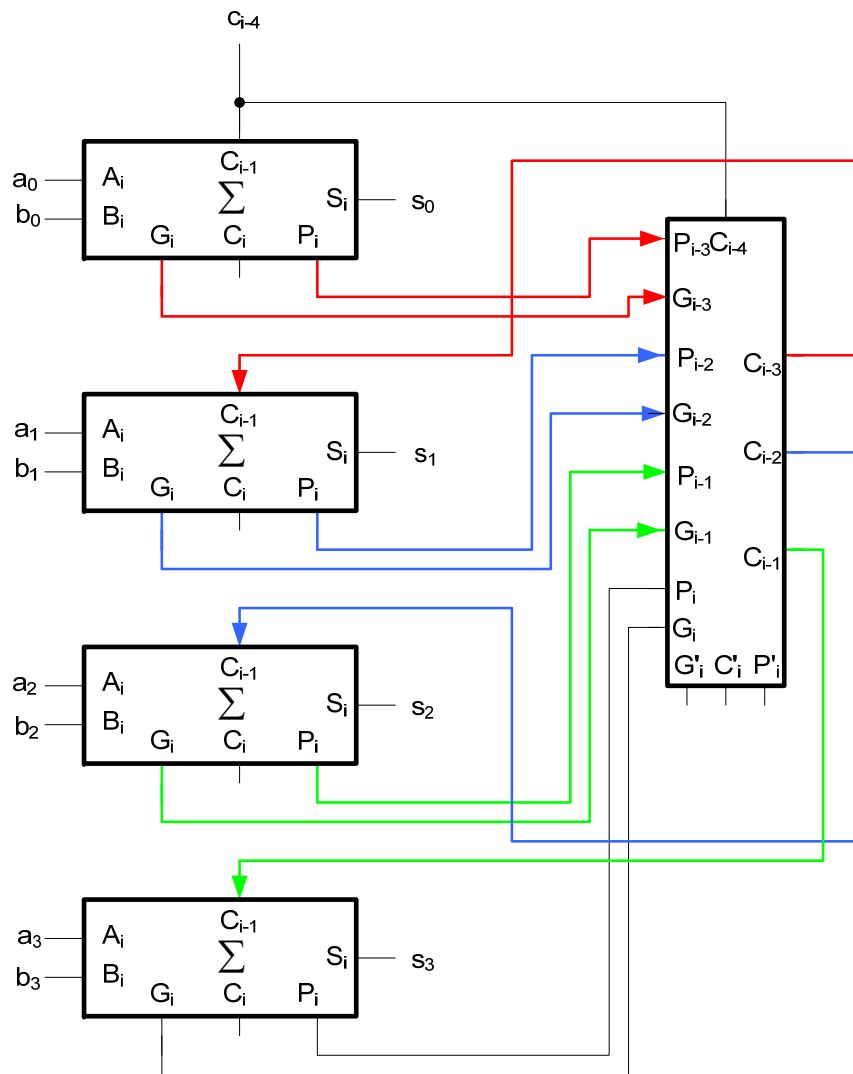 cᵢ₋₄
a₀ Aᵢ Cᵢ₋₁
b₀ Bᵢ Σ Sᵢ s₀
Gᵢ Cᵢ Pᵢ
a₁ Aᵢ Cᵢ₋₁
b₁ Bᵢ Σ Sᵢ s₁
Gᵢ Cᵢ Pᵢ
a₂ Aᵢ Cᵢ₋₁
b₂ Bᵢ Σ Sᵢ s₂
Gᵢ Cᵢ Pᵢ
a₃ Aᵢ Cᵢ₋₁
b₃ Bᵢ Σ Sᵢ s₃
Gᵢ Cᵢ Pᵢ
Pᵢ₋₃ Cᵢ₋₄
Gᵢ₋₃
Pᵢ₋₂ Cᵢ₋₃
Gᵢ₋₂
Cᵢ₋₂
Pᵢ₋₁
Gᵢ₋₁
Cᵢ₋₁
Pᵢ
Gᵢ
G'ᵢ C'ᵢ P'ᵢ